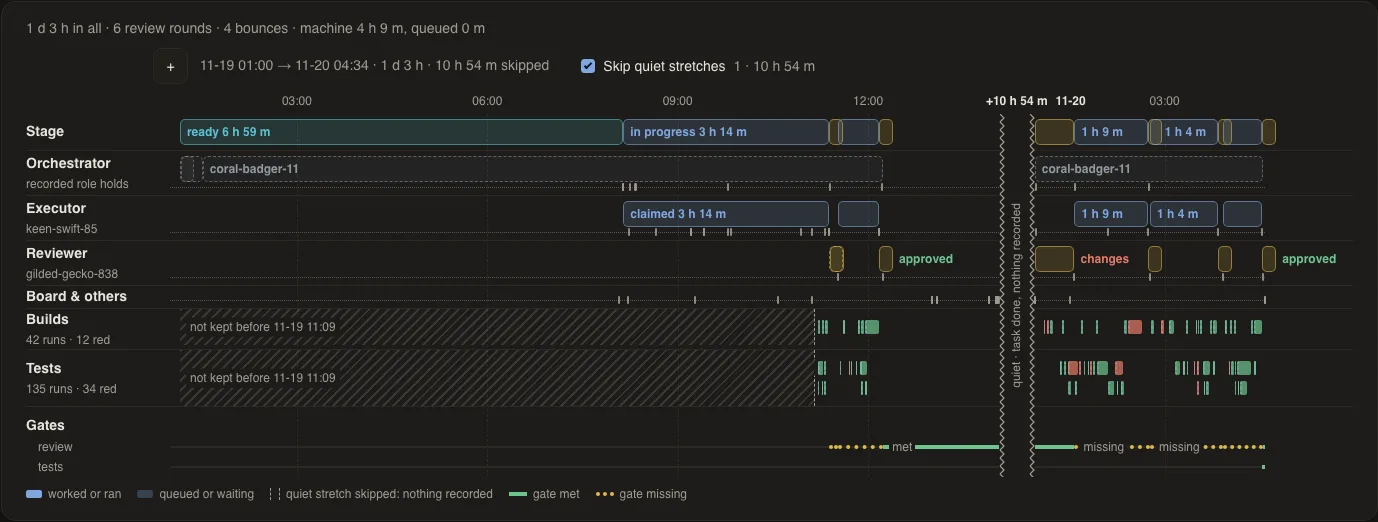 1 d 3 h in all · 6 review rounds · 4 bounces · machine 4 h 9 m, queued 0 m
+ 11-19 01:00 → 11-20 04:34 · 1 d 3 h · 10 h 54 m skipped Skip quiet stretches 1 · 10 h 54 m
03:00 06:00 09:00 12:00 +10 h 54 m 11-20 03:00
Stage ready 6 h 59 m in progress 3 h 14 m 1 h 9 m 1 h 4 m
Orchestrator coral-badger-11 coral-badger-11
recorded role holds
Executor claimed 3 h 14 m 1 h 9 m 1 h 4 m
keen-swift-85
Reviewer approved changes approved
gilded-gecko-838
quiet · task done, nothing recorded
Board & others
Builds not kept before 11-19 11:09
42 runs · 12 red
Tests not kept before 11-19 11:09
135 runs · 34 red
Gates
review met missing missing
tests
worked or ran queued or waiting quiet stretch skipped: nothing recorded gate met gate missing